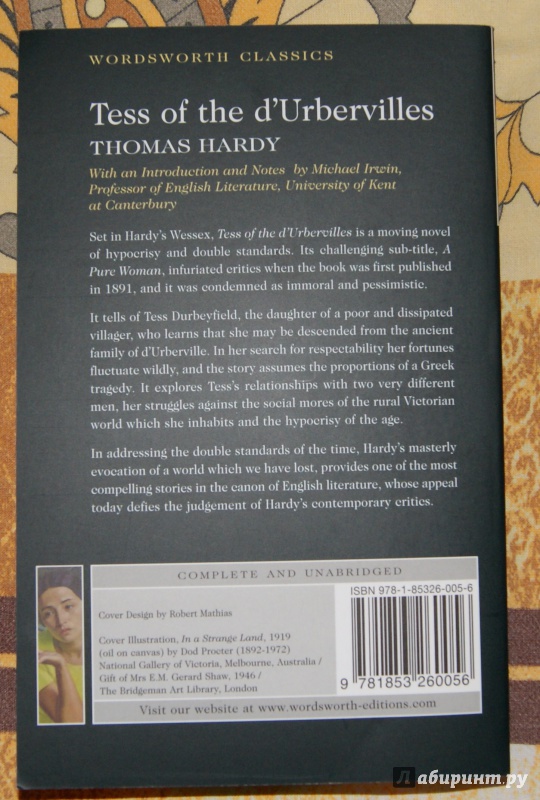 WORDSWORTH CLASSICS
Tess of the d'Urbervilles
THOMAS HARDY
With an Introduction and Notes by Michael Irwin,
Professor of English Literature, University of Kent
at Canterbury
Set in Hardy's Wessex, Tess of the d'Urbervilles is a moving novel
of hypocrisy and double standards. Its challenging sub-title, A
Pure Woman, infuriated critics when the book was first published
in 1891, and it was condemned as immoral and pessimistic.
It tells of Tess Durbeyfield, the daughter of a poor and dissipated
villager, who learns that she may be descended from the ancient
family of d'Urberville. In her search for respectability her fortunes
fluctuate wildly, and the story assumes the proportions of a Greek
tragedy. It explores Tess's relationships with two very different
men, her struggles against the social mores of the rural Victorian
world which she inhabits and the hypocrisy of the age.
In addressing the double standards of the time, Hardy's masterly
evocation of a world which we have lost, provides one of the most
compelling stories in the canon of English literature, whose appeal
today defies the judgement of Hardy's contemporary critics.
COMPLETE AND UNABRIDGED
Cover Design by Robert Mathias
Cover Illustration, In a Strange Land, 1919
(oil on canvas) by Dod Procter (1892-1972)
National Gallery of Victoria, Melbourne, Australia /
Gift of Mrs E.M. Gerard Shaw, 1946 /
The Bridgeman Art Library, London
ISBN 978-1-85326-005-6
9 781853 260056
Visit our website at www.wordsworth-editions.com
Лабиринт.ру